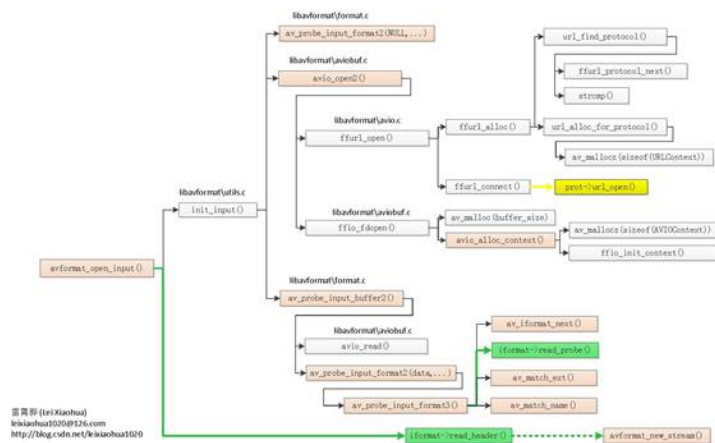 libavformat\format.c
av_probe_input_format2(NULL,...)
libavformat\aviobuf.c
avio_open2()
libavformat\avio.c
ffurl_open()
ffurl_alloc()
url_find_protocol()
ffurl_protocol_next()
strcmp()
url_alloc_for_protocol()
av_mallocz(sizeof(URLContext))
ffurl_connect()
prot->url_open()
libavformat\utils.c
init_input()
libavformat\aviobuf.c
ffio_fdopen()
av_malloc(buffer_size)
avio_alloc_context()
av_mallocz(sizeof(AVIOContext))
ffio_init_context()
avformat_open_input()
libavformat\format.c
av_probe_input_buffer2()
libavformat\aviobuf.c
avio_read()
av_probe_input_format2(data,...)
av_probe_input_format3()
av_iformat_next()
iformat->read_probe()
av_match_ext()
av_match_name()
雷霄骅 (Lei Xiaohua)
leixiaohua1020@126.com
http://blog.csdn.net/leixiaohua1020
iformat->read_header()
avformat_new_stream()